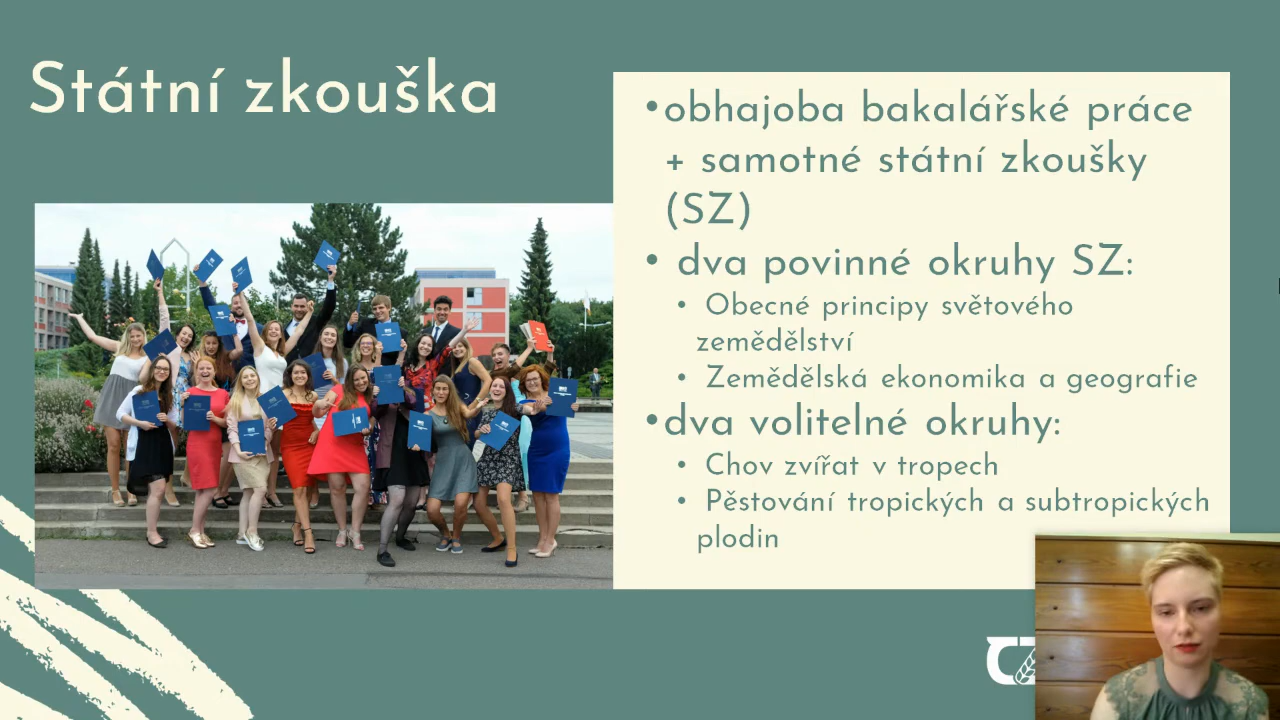 Státní zkouška
•obhajoba bakalářské práce
+ samotné státní zkoušky
(SZ)
• dva povinné okruhy SZ:
• Obecné principy světového
zemědělství
• Zemědělská ekonomika a geografie
•dva volitelné okruhy:
• Chov zvířat v tropech
• Pěstování tropických a subtropických
plodin